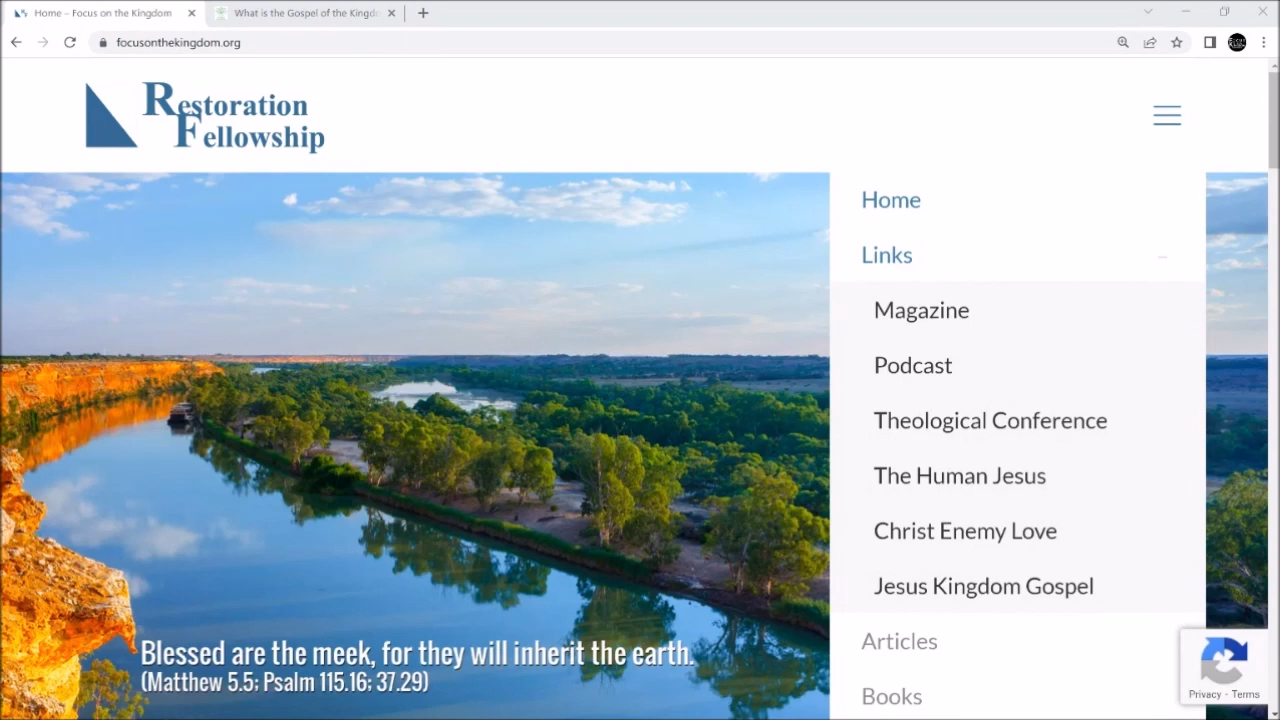 Home – Focus on the Kingdom
What is the Gospel of the Kingdo
focusonthekingdom.org
Restoration
Fellowship
Home
Links
Magazine
Podcast
Theological Conference
The Human Jesus
Christ Enemy Love
Jesus Kingdom Gospel
Articles
Books
Blessed are the meek, for they will inherit the earth.
(Matthew 5.5; Psalm 115.16; 37.29)
Privacy - Terms